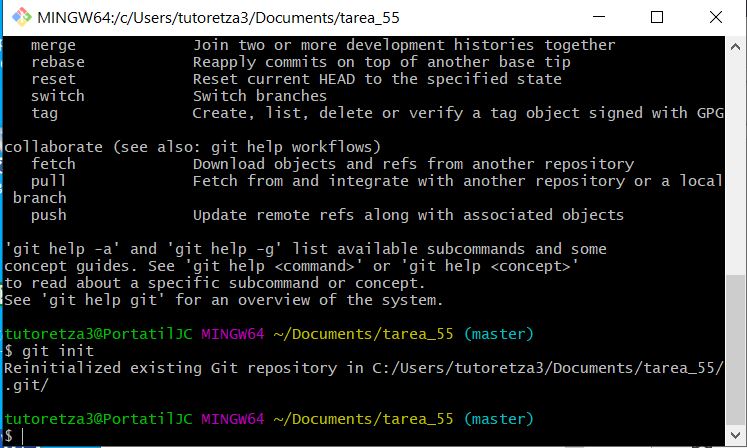 MINGW64:/c/Users/tutoretza3/Documents/tarea_55
merge Join two or more development histories together
rebase Reapply commits on top of another base tip
reset Reset current HEAD to the specified state
switch Switch branches
tag Create, list, delete or verify a tag object signed with GPG
collaborate (see also: git help workflows)
fetch Download objects and refs from another repository
pull Fetch from and integrate with another repository or a local
branch
push Update remote refs along with associated objects
'git help -a' and 'git help -g' list available subcommands and some
concept guides. See 'git help <command>' or 'git help <concept>'
to read about a specific subcommand or concept.
See 'git help git' for an overview of the system.
tutoretza3@PortatilJC MINGW64 ~/Documents/tarea_55 (master)
$ git init
Reinitialized existing Git repository in C:/Users/tutoretza3/Documents/tarea_55/
.git/
tutoretza3@PortatilJC MINGW64 ~/Documents/tarea_55 (master)
$